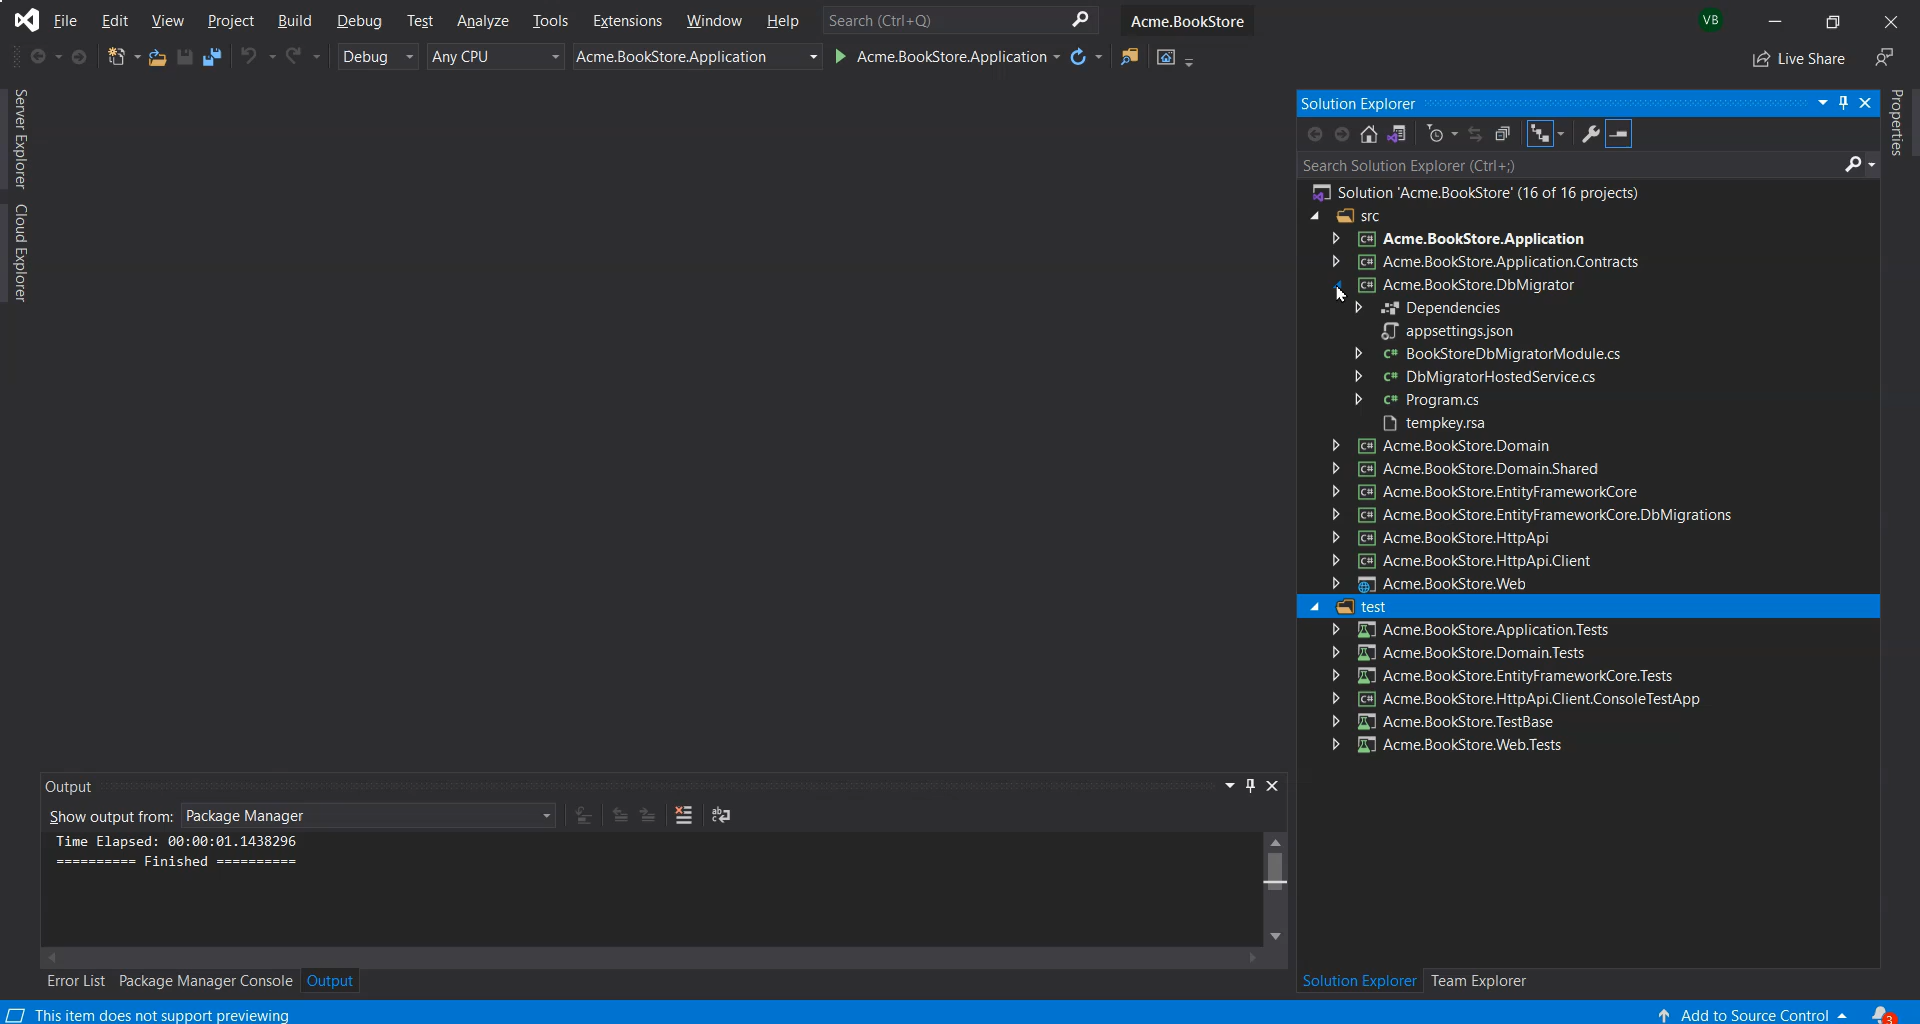 File Edit View Project Build Debug Test Analyze Tools Extensions Window Help Search (Ctrl+Q) Acme.BookStore VB
Debug Any CPU Acme.BookStore.Application Acme.BookStore.Application Live Share
Server Explorer
Cloud Explorer
Solution Explorer
Properties
Search Solution Explorer (Ctrl+;)
Solution 'Acme.BookStore' (16 of 16 projects)
src
C# Acme.BookStore.Application
C# Acme.BookStore.Application.Contracts
C# Acme.BookStore.DbMigrator
Dependencies
appsettings.json
C# BookStoreDbMigratorModule.cs
C# DbMigratorHostedService.cs
C# Program.cs
tempkey.rsa
C# Acme.BookStore.Domain
C# Acme.BookStore.Domain.Shared
C# Acme.BookStore.EntityFrameworkCore
C# Acme.BookStore.EntityFrameworkCore.DbMigrations
C# Acme.BookStore.HttpApi
C# Acme.BookStore.HttpApi.Client
Acme.BookStore.Web
test
Acme.BookStore.Application.Tests
Acme.BookStore.Domain.Tests
Acme.BookStore.EntityFrameworkCore.Tests
C# Acme.BookStore.HttpApi.Client.ConsoleTestApp
Acme.BookStore.TestBase
Acme.BookStore.Web.Tests
Output
Show output from: Package Manager
Time Elapsed: 00:00:01.1438296
========== Finished ==========
Error List Package Manager Console Output
Solution Explorer Team Explorer
This item does not support previewing Add to Source Control 3